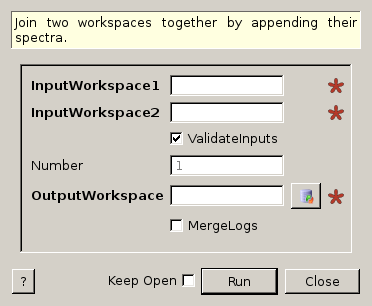 Join two workspaces together by appending their
spectra.
InputWorkspace1
InputWorkspace2
ValidateInputs
Number 1
OutputWorkspace
MergeLogs
? Keep Open Run Close